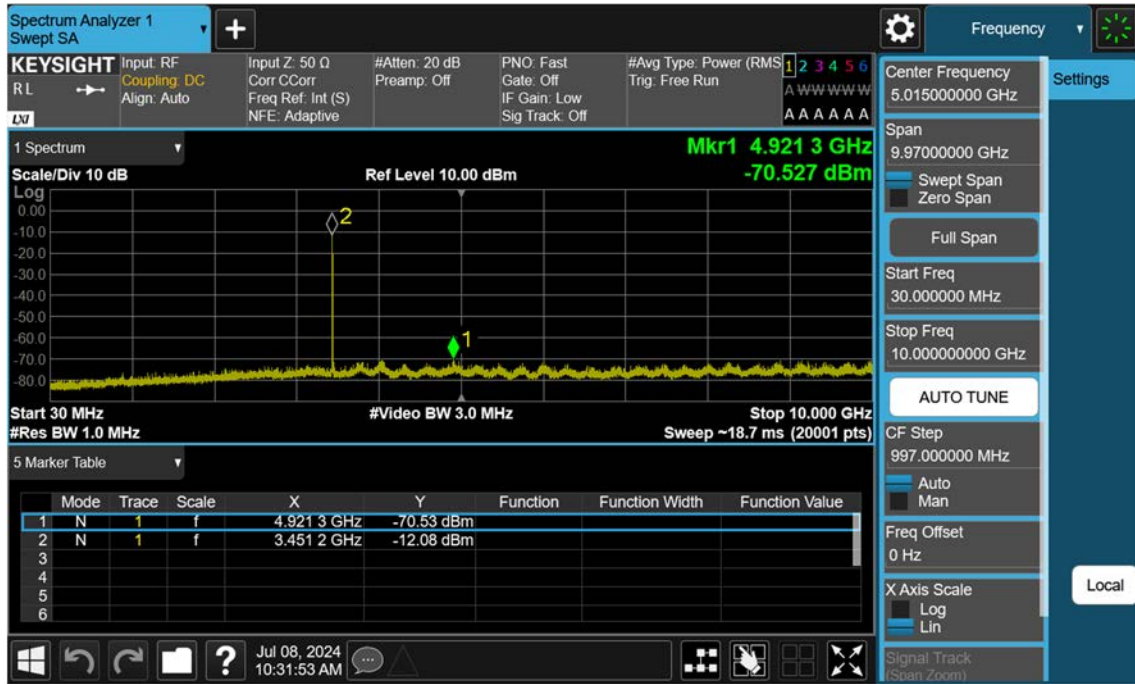 Spectrum Analyzer 1
Swept SA
+
Frequency
KEYSIGHT
RL
LXI
Input: RF
Coupling: DC
Align: Auto
Input Z: 50 Ω
Corr CCorr
Freq Ref: Int (S)
NFE: Adaptive
#Atten: 20 dB
Preamp: Off
PNO: Fast
Gate: Off
IF Gain: Low
Sig Track: Off
#Avg Type: Power (RMS
Trig: Free Run
1 2 3 4 5 6
A W W W W W
A A A A A A
1 Spectrum
Scale/Div 10 dB
Ref Level 10.00 dBm
Mkr1 4.921 3 GHz
-70.527 dBm
Log
0.00
-10.0
-20.0
-30.0
-40.0
-50.0
-60.0
-70.0
-80.0
2
1
Start 30 MHz
#Video BW 3.0 MHz
Stop 10.000 GHz
#Res BW 1.0 MHz
Sweep ~18.7 ms (20001 pts)
5 Marker Table
Mode Trace Scale X Y Function Function Width Function Value
1 N 1 f 4.921 3 GHz -70.53 dBm
2 N 1 f 3.451 2 GHz -12.08 dBm
3
4
5
6
?
Jul 08, 2024
10:31:53 AM
Center Frequency
5.015000000 GHz
Settings
Span
9.97000000 GHz
Swept Span
Zero Span
Full Span
Start Freq
30.000000 MHz
Stop Freq
10.000000000 GHz
AUTO TUNE
CF Step
997.000000 MHz
Auto
Man
Freq Offset
0 Hz
X Axis Scale
Log
Lin
Local
Signal Track
(Span Zoom)